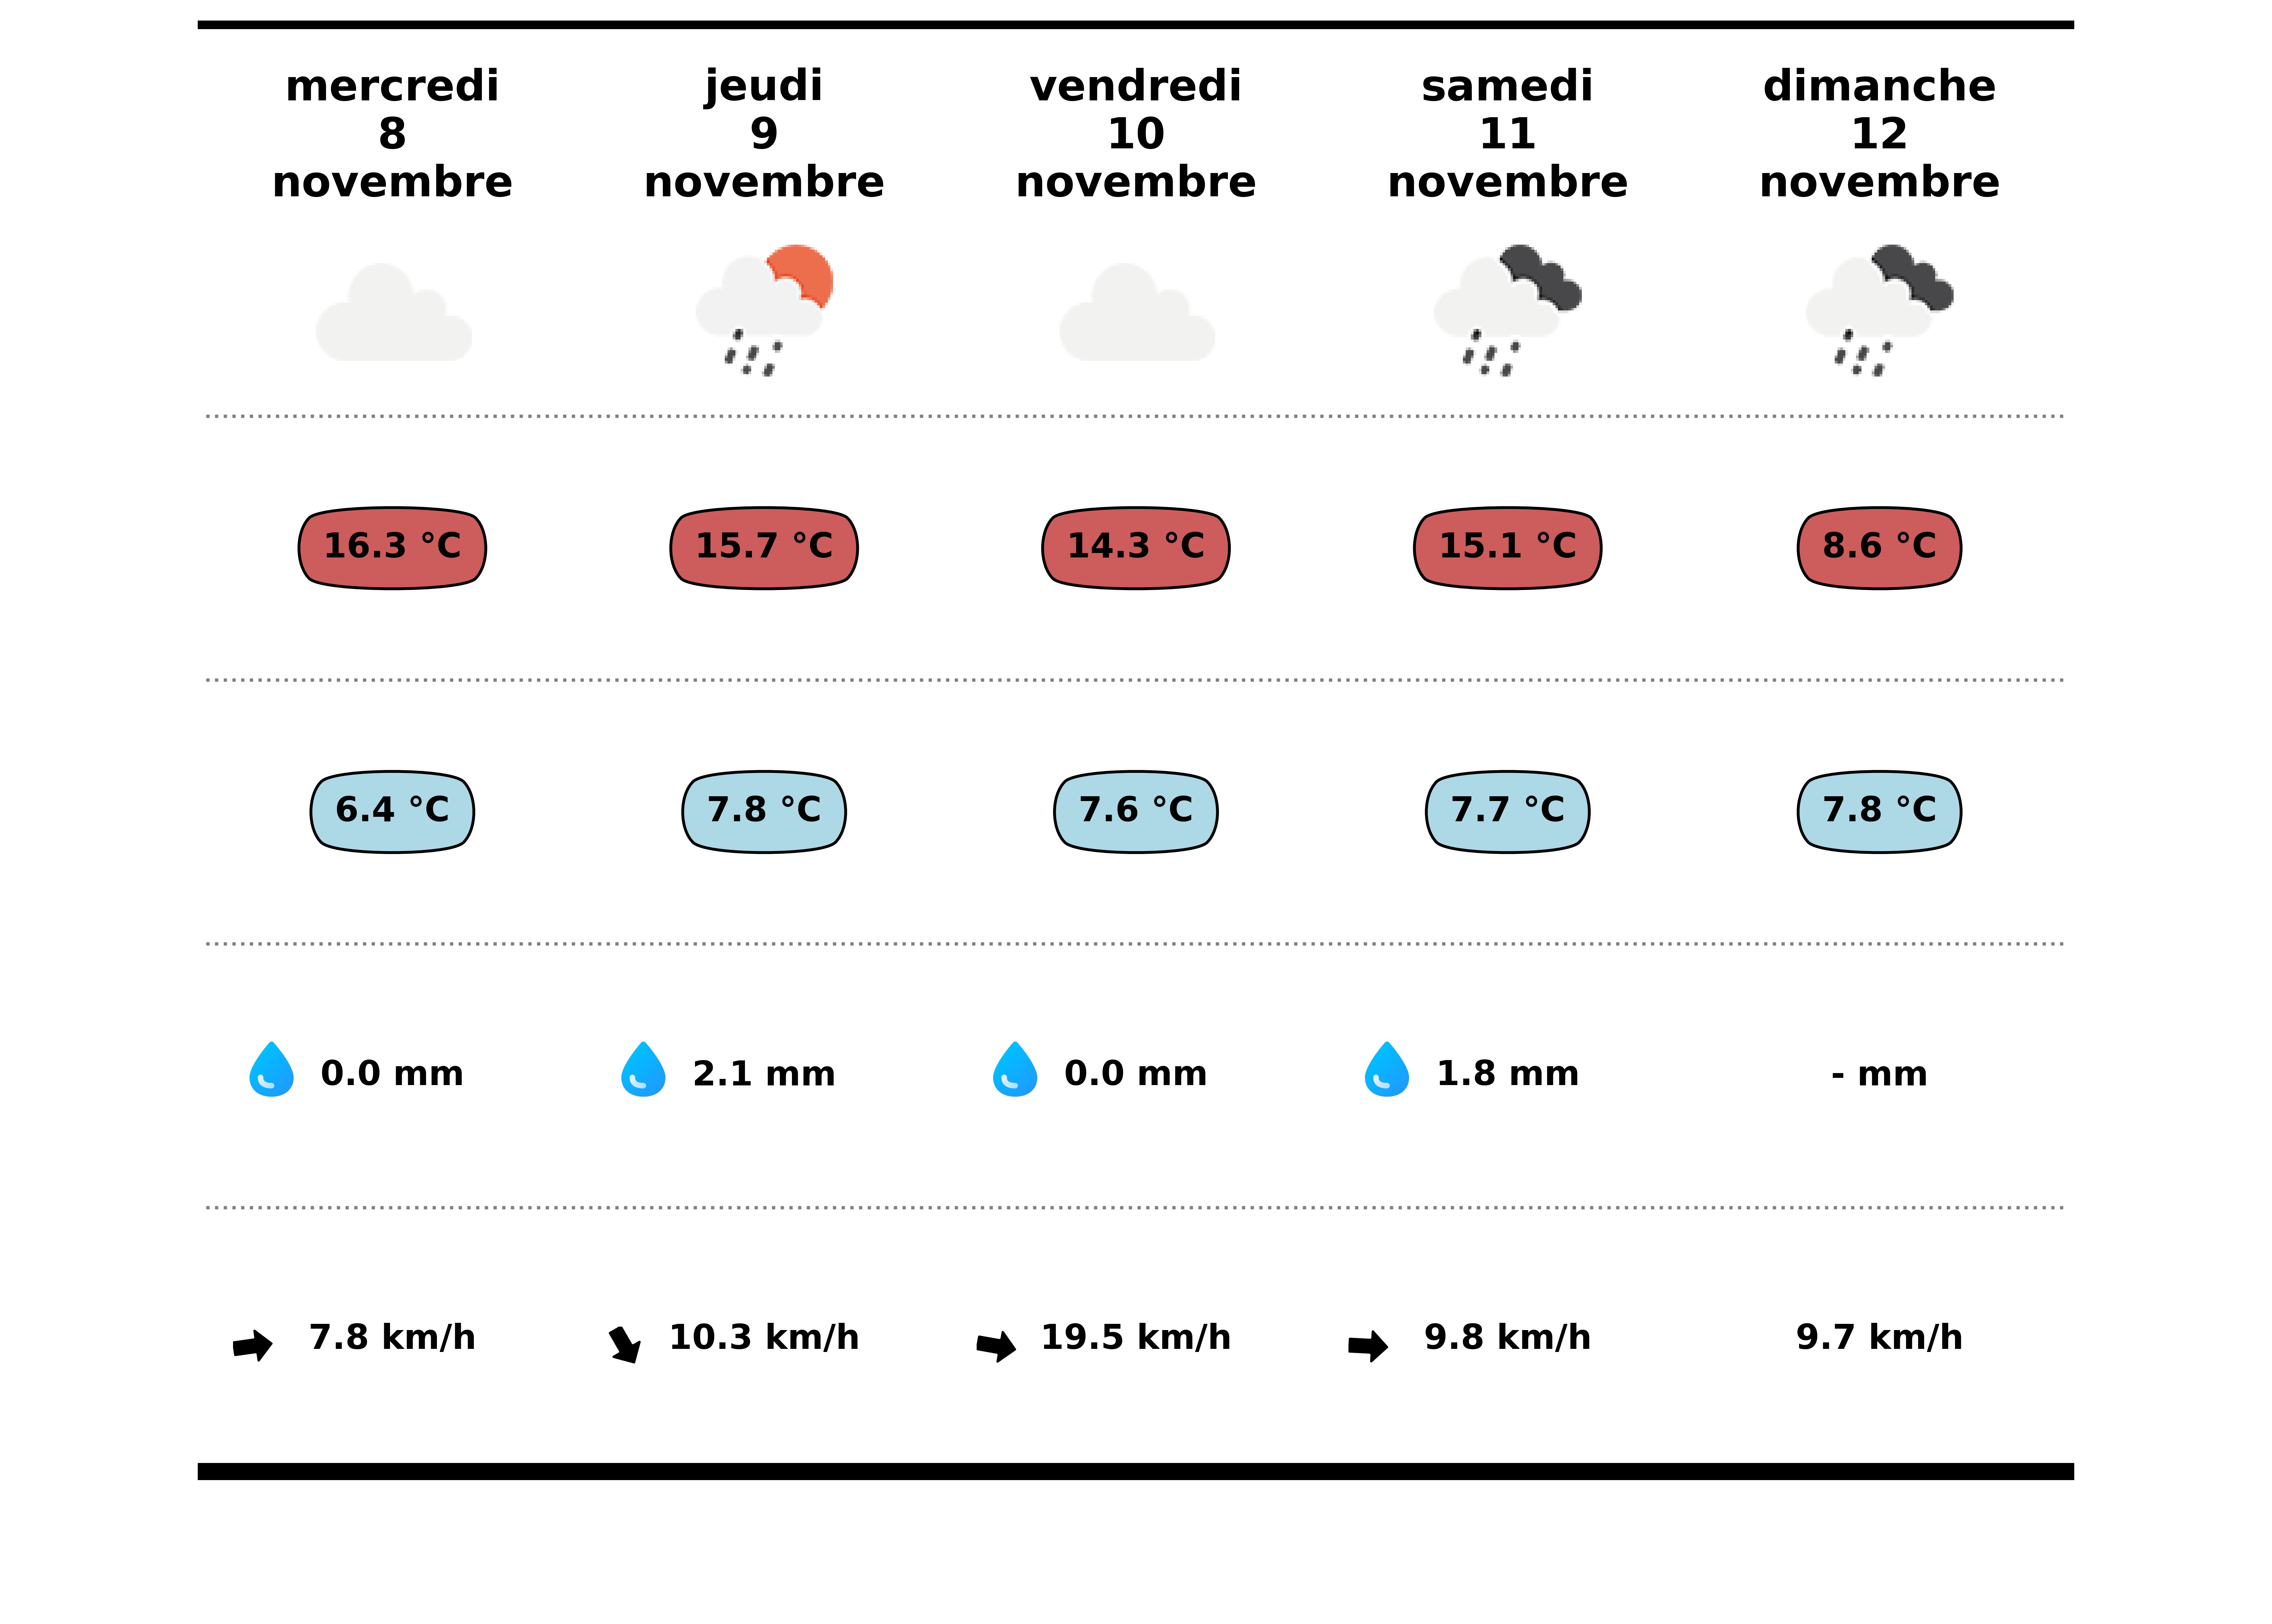 mercredi
8
novembre
jeudi
9
novembre
vendredi
10
novembre
samedi
11
novembre
dimanche
12
novembre
16.3 °C
15.7 °C
14.3 °C
15.1 °C
8.6 °C
6.4 °C
7.8 °C
7.6 °C
7.7 °C
7.8 °C
0.0 mm
2.1 mm
0.0 mm
1.8 mm
- mm
7.8 km/h
10.3 km/h
19.5 km/h
9.8 km/h
9.7 km/h